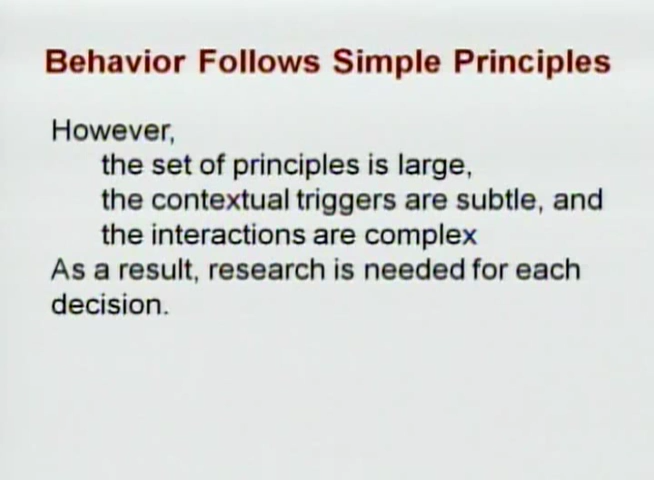 Behavior Follows Simple Principles
However,
the set of principles is large,
the contextual triggers are subtle, and
the interactions are complex
As a result, research is needed for each
decision.